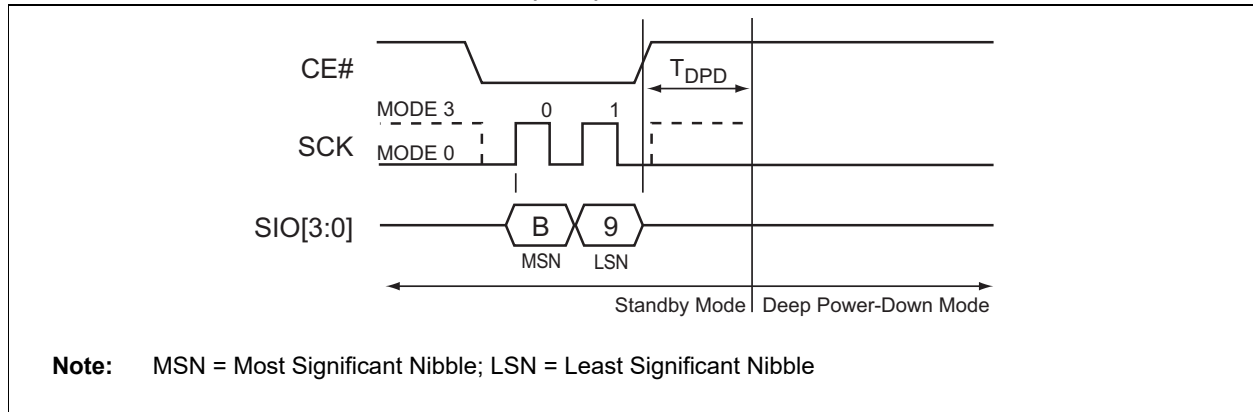 CE#
T_DPD
MODE 3
0 1
SCK
MODE 0
SIO[3:0]
B 9
MSN LSN
Standby Mode Deep Power-Down Mode
Note: MSN = Most Significant Nibble; LSN = Least Significant Nibble